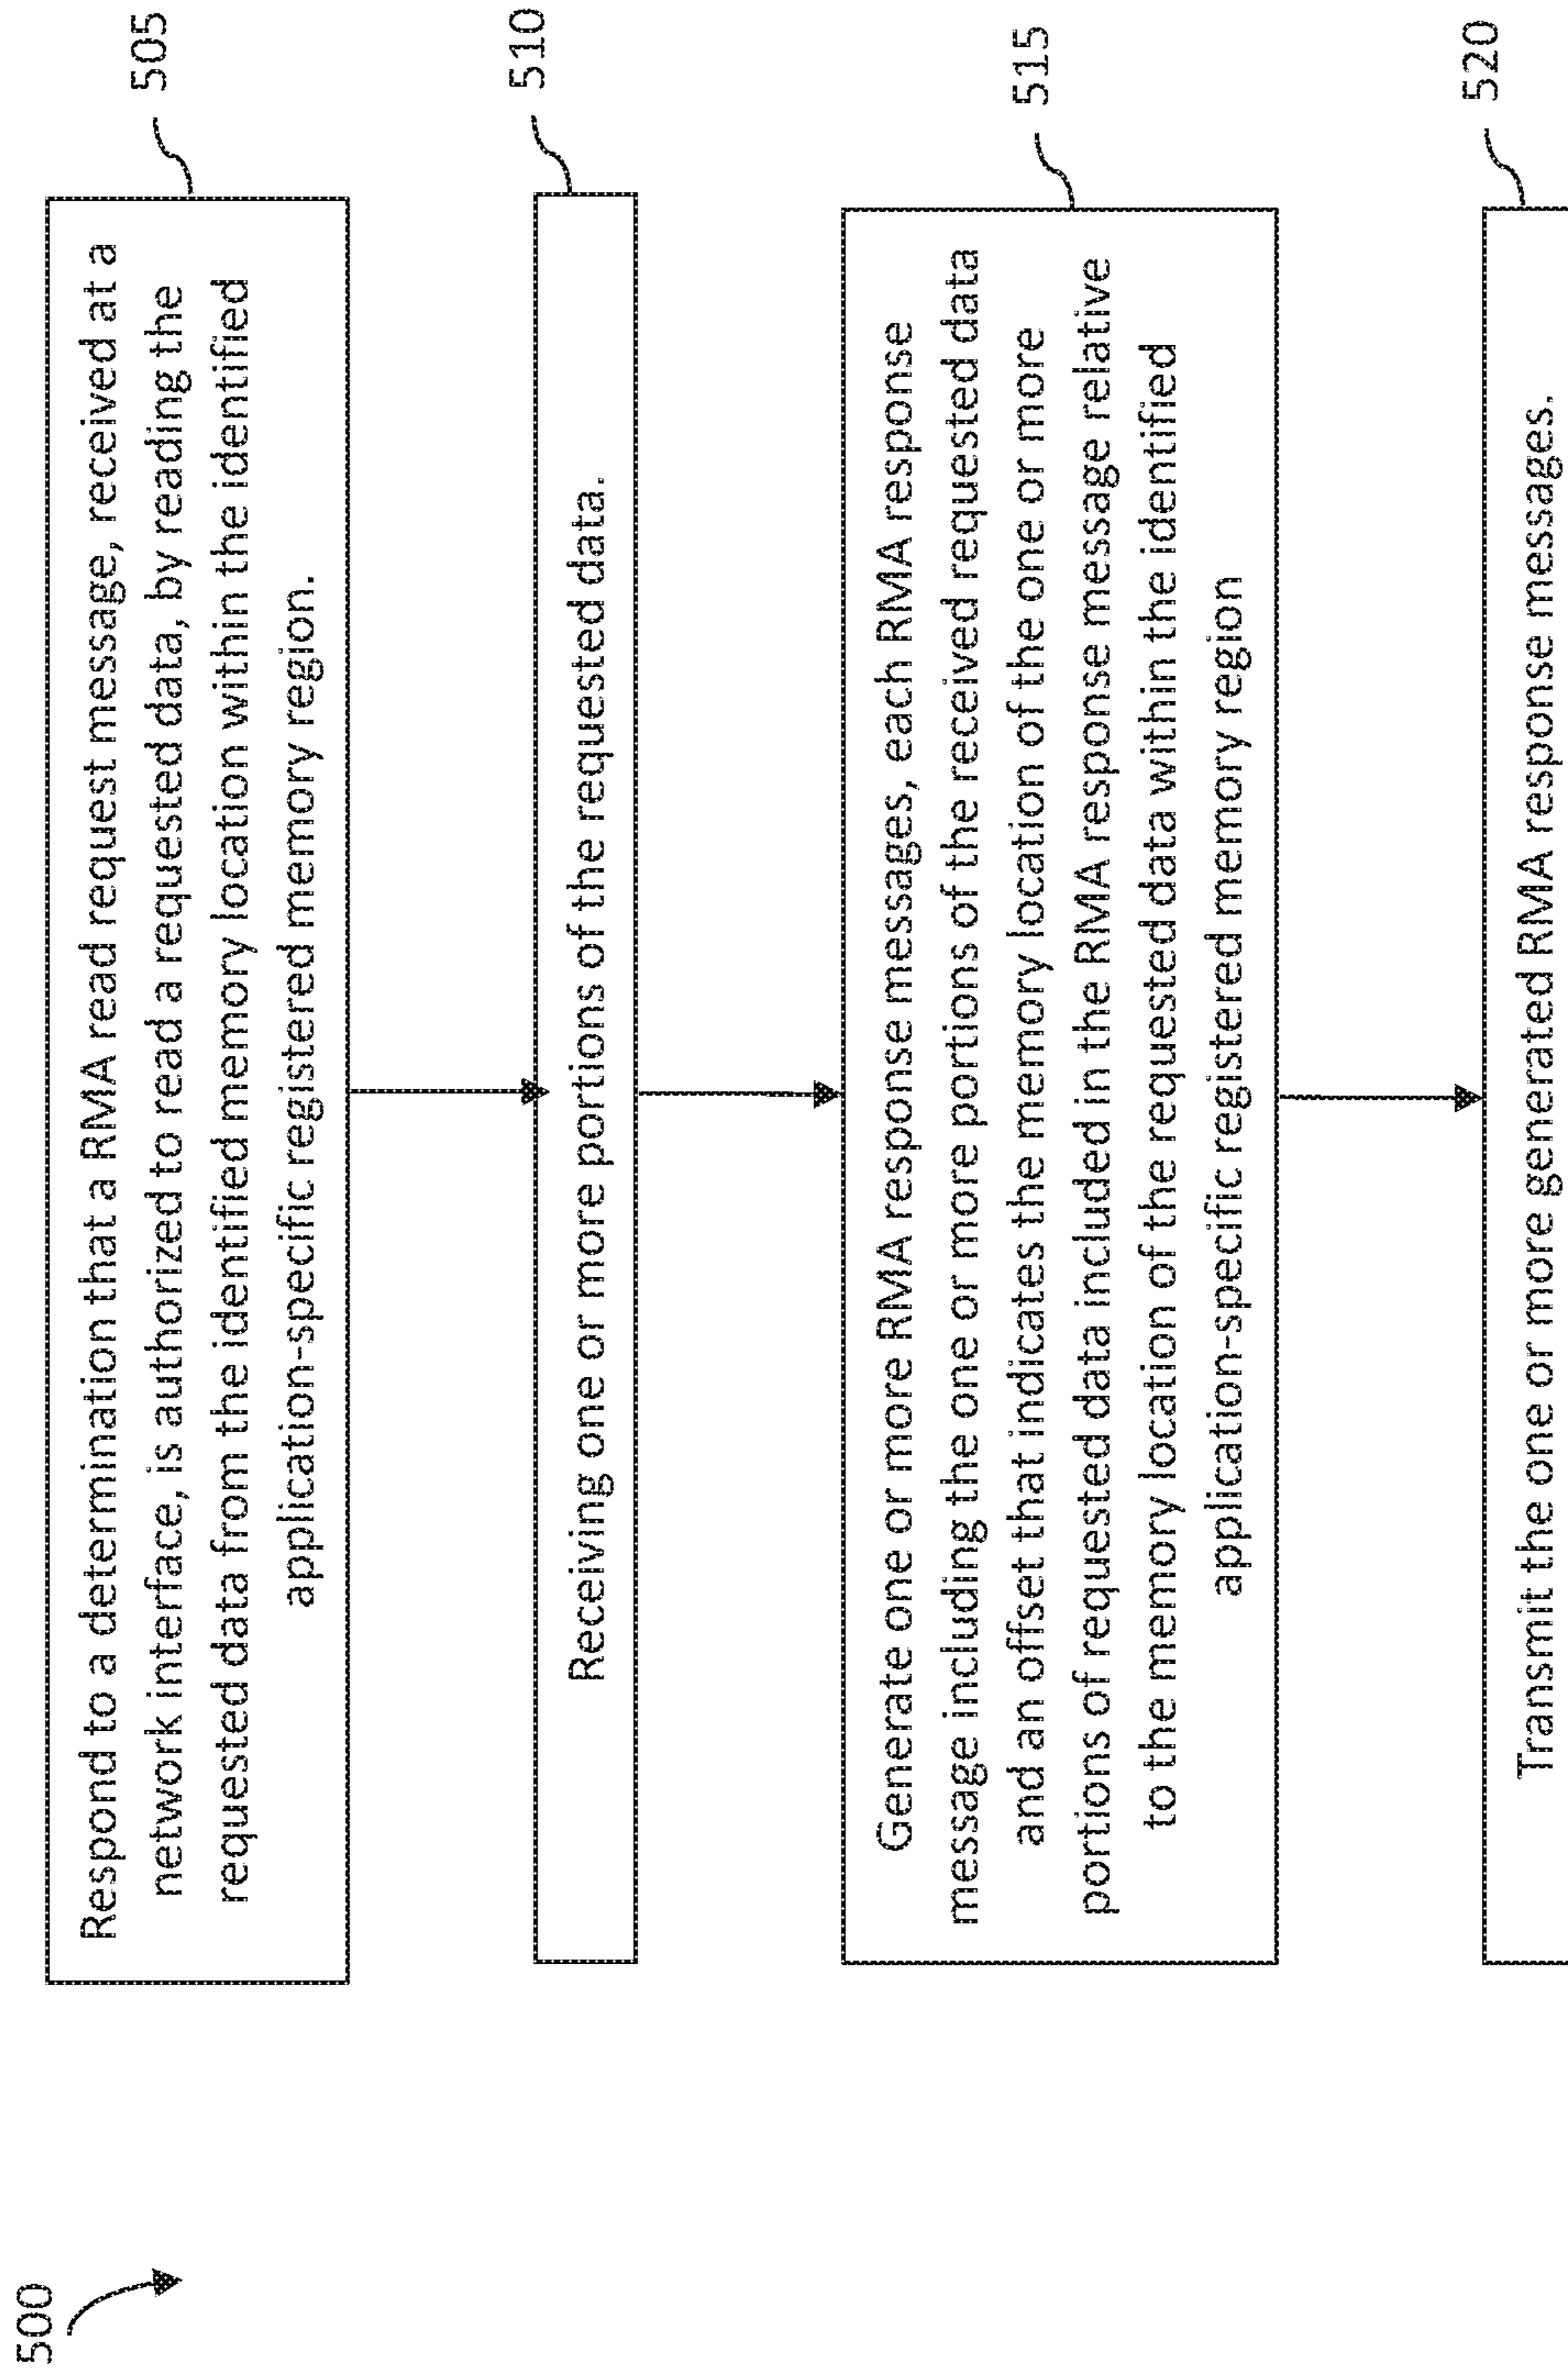 500
Respond to a determination that a RMA read request message, received at a
network interface, is authorized to read a requested data, by reading the
requested data from the identified memory location within the identified
application-specific registered memory region.
505
Receiving one or more portions of the requested data.
510
Generate one or more RMA response messages, each RMA response
message including the one or more portions of the received requested data
and an offset that indicates the memory location of the one or more
portions of requested data included in the RMA response message relative
to the memory location of the requested data within the identified
application-specific registered memory region
515
Transmit the one or more generated RMA response messages.
520